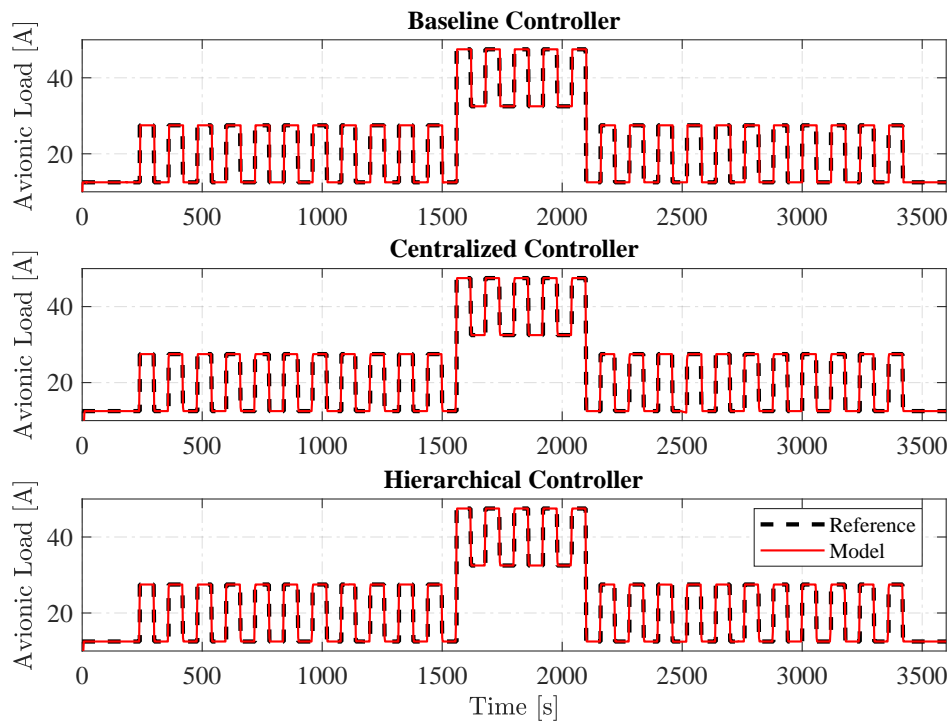 Baseline Controller
Avionic Load [A]
40
20
0 500 1000 1500 2000 2500 3000 3500
Centralized Controller
Avionic Load [A]
40
20
0 500 1000 1500 2000 2500 3000 3500
Hierarchical Controller
Avionic Load [A]
40
20
Reference
Model
0 500 1000 1500 2000 2500 3000 3500
Time [s]